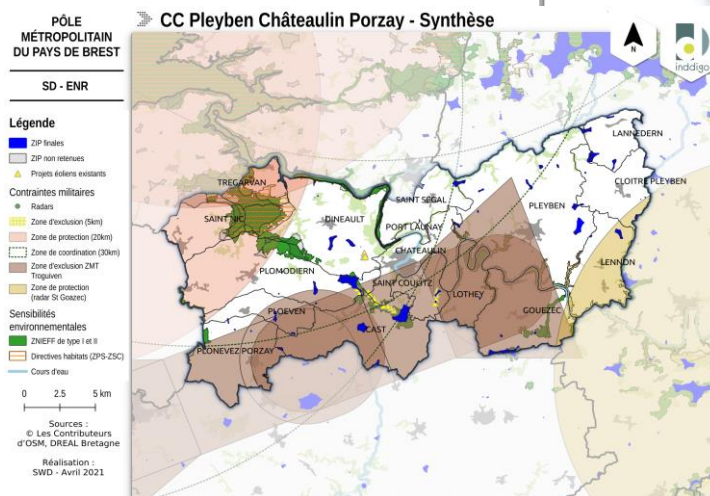 PÔLE
MÉTROPOLITAIN
DU PAYS DE BREST
SD - ENR
Légende
ZIP finales
ZIP non retenues
Projets éoliens existants
Contraintes militaires
Radars
Zone d'exclusion (5km)
Zone de protection (20km)
Zone de coordination (30km)
Zone d'exclusion ZMT
Troguiven
Zone de protection
(radar St Goazec)
Sensibilités
environnementales
ZNIEFF de type I et II
Directives habitats (ZPS-ZSC)
Cours d'eau
0 2.5 5 km
Sources :
© Les Contributeurs
d'OSM, DREAL Bretagne
Réalisation :
SWD - Avril 2021
CC Pleyben Châteaulin Porzay - Synthèse
N
inddigo
LANNEDERN
TREGARVAN
CLOITRE PLEYBEN
SAINT SEGAL
PLEYBEN
SAINT NIC
DINEAULT
PORT LAUNAY
CHATEAULIN
LENNON
PLOMODIERN
SAINT COULITZ
LOTHEY
PLOEVEN
GOUEZEC
CAST
PLONEVEZ PORZAY